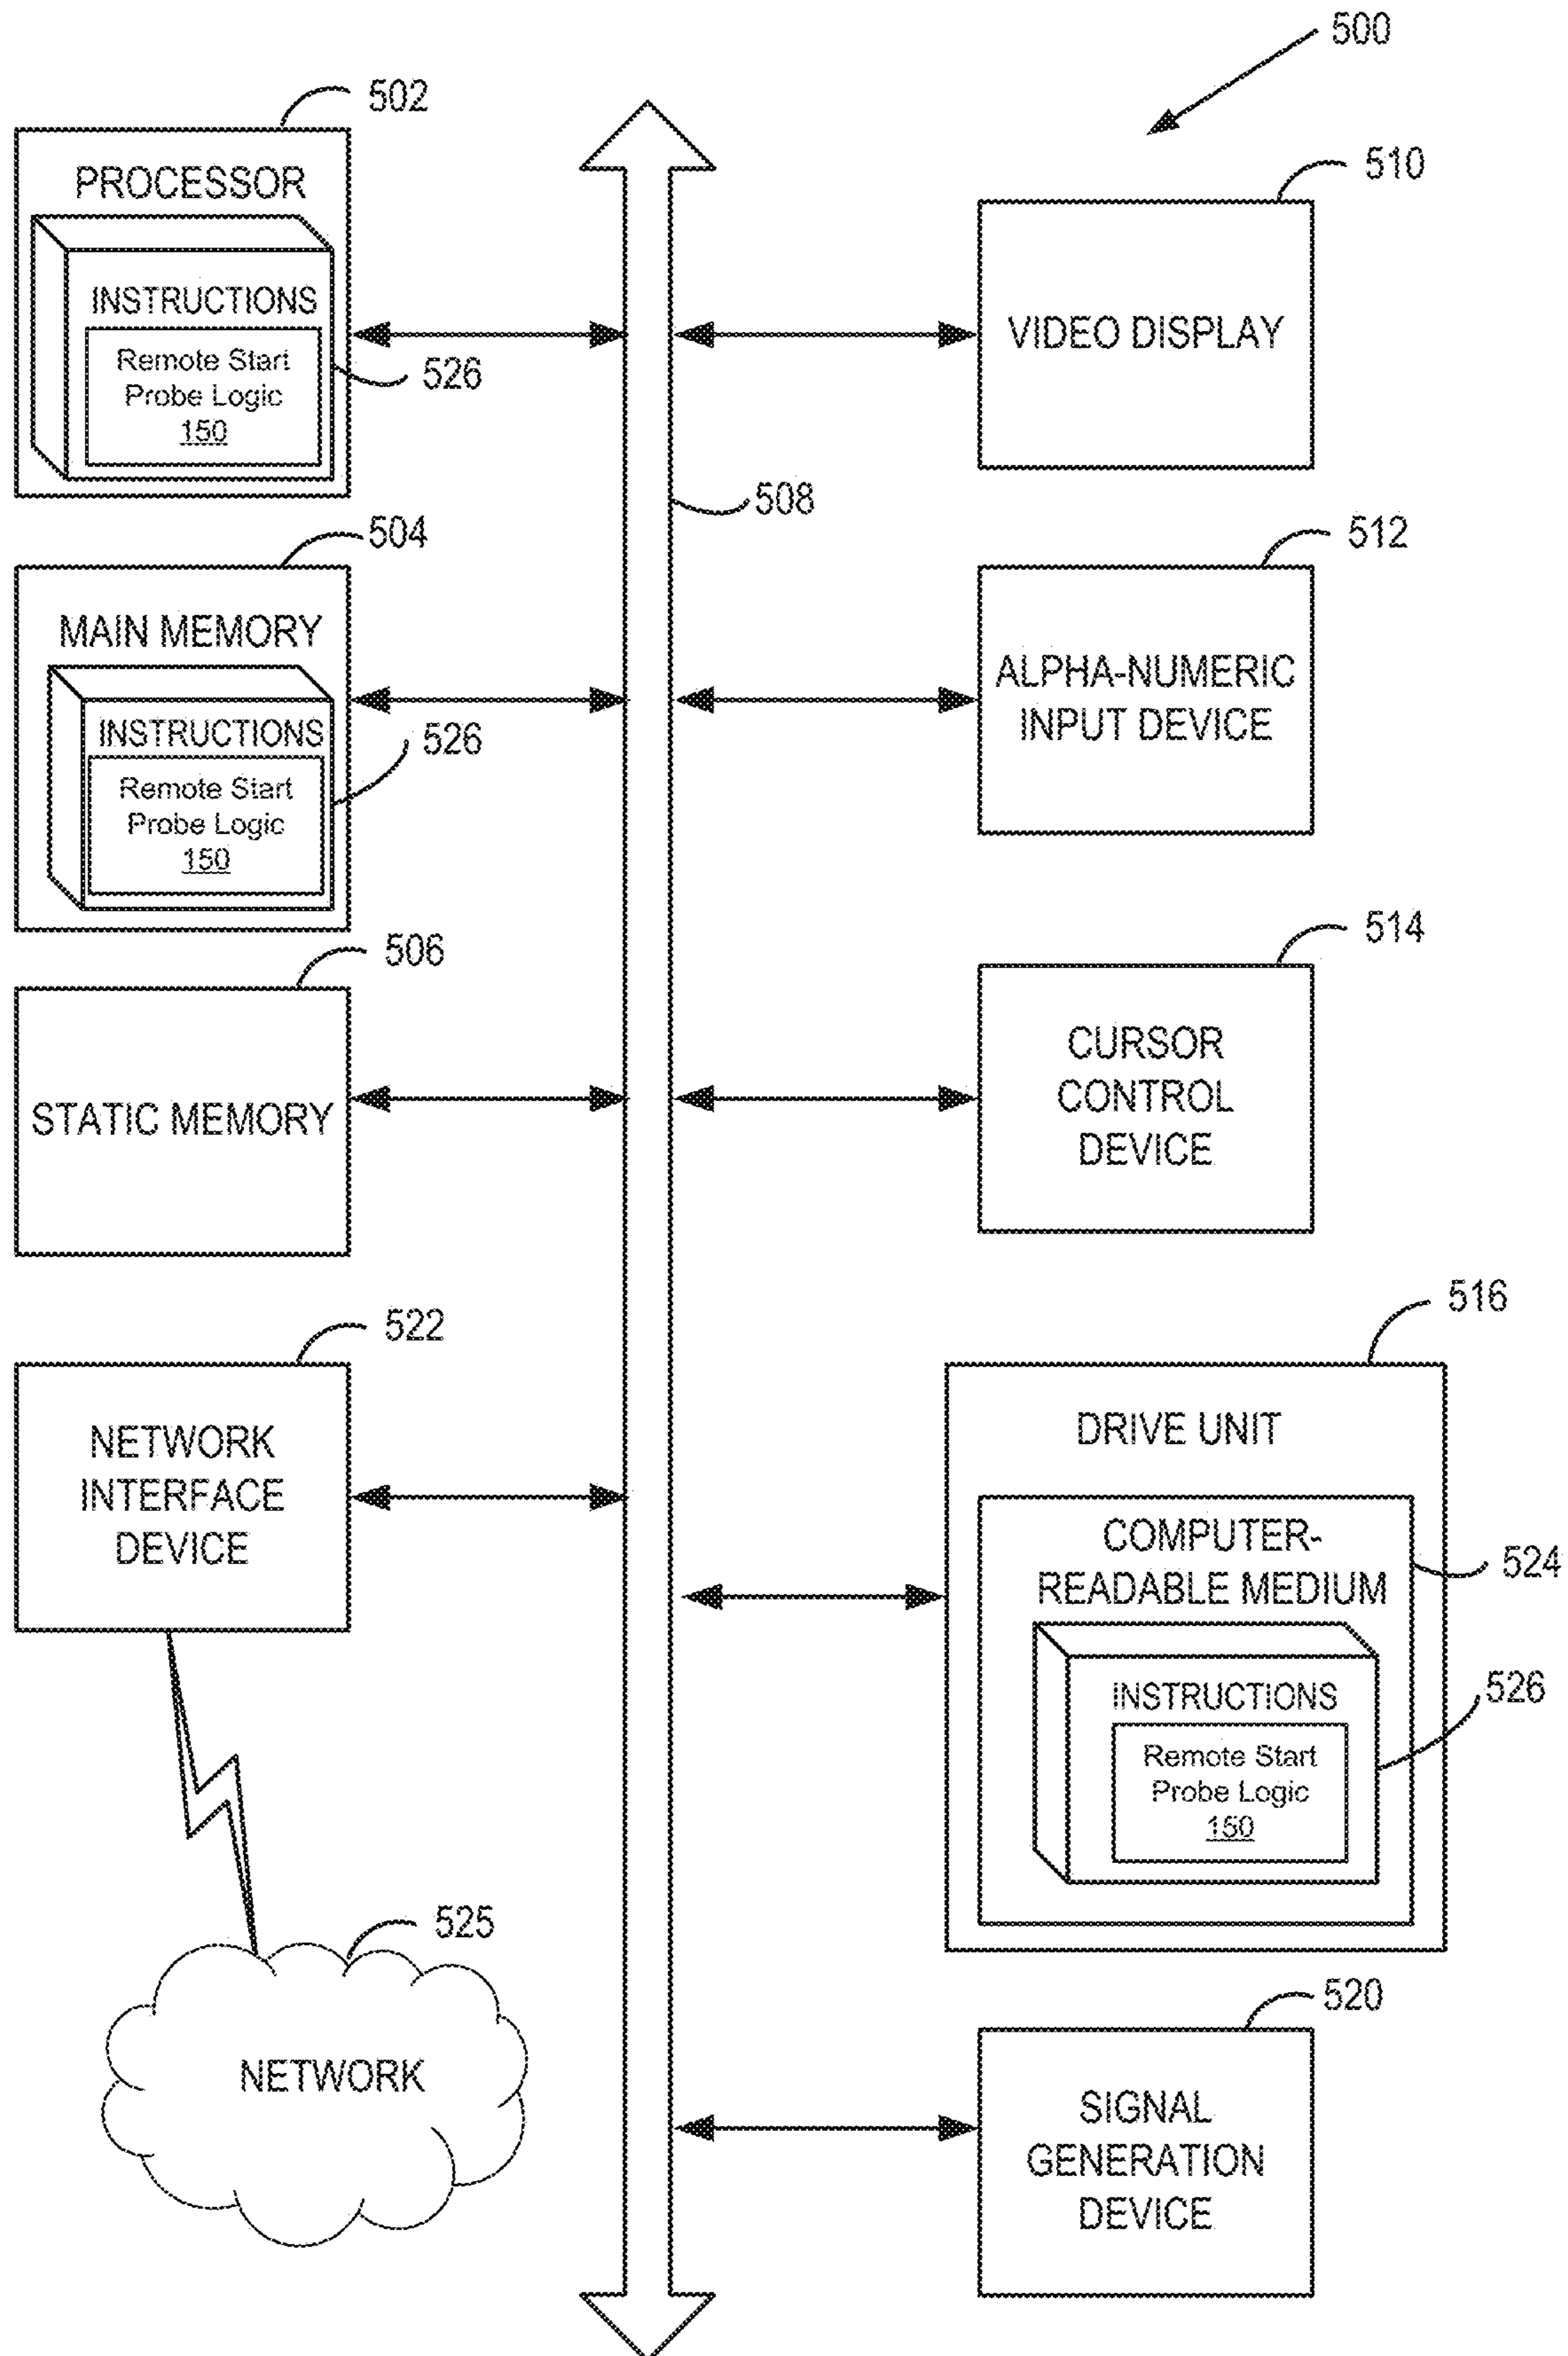 500
502
PROCESSOR
INSTRUCTIONS
Remote Start
Probe Logic
150
526
504
MAIN MEMORY
INSTRUCTIONS
Remote Start
Probe Logic
150
526
506
STATIC MEMORY
522
NETWORK
INTERFACE
DEVICE
525
NETWORK
508
510
VIDEO DISPLAY
512
ALPHA-NUMERIC
INPUT DEVICE
514
CURSOR
CONTROL
DEVICE
516
DRIVE UNIT
COMPUTER-
READABLE MEDIUM
524
INSTRUCTIONS
526
Remote Start
Probe Logic
150
520
SIGNAL
GENERATION
DEVICE